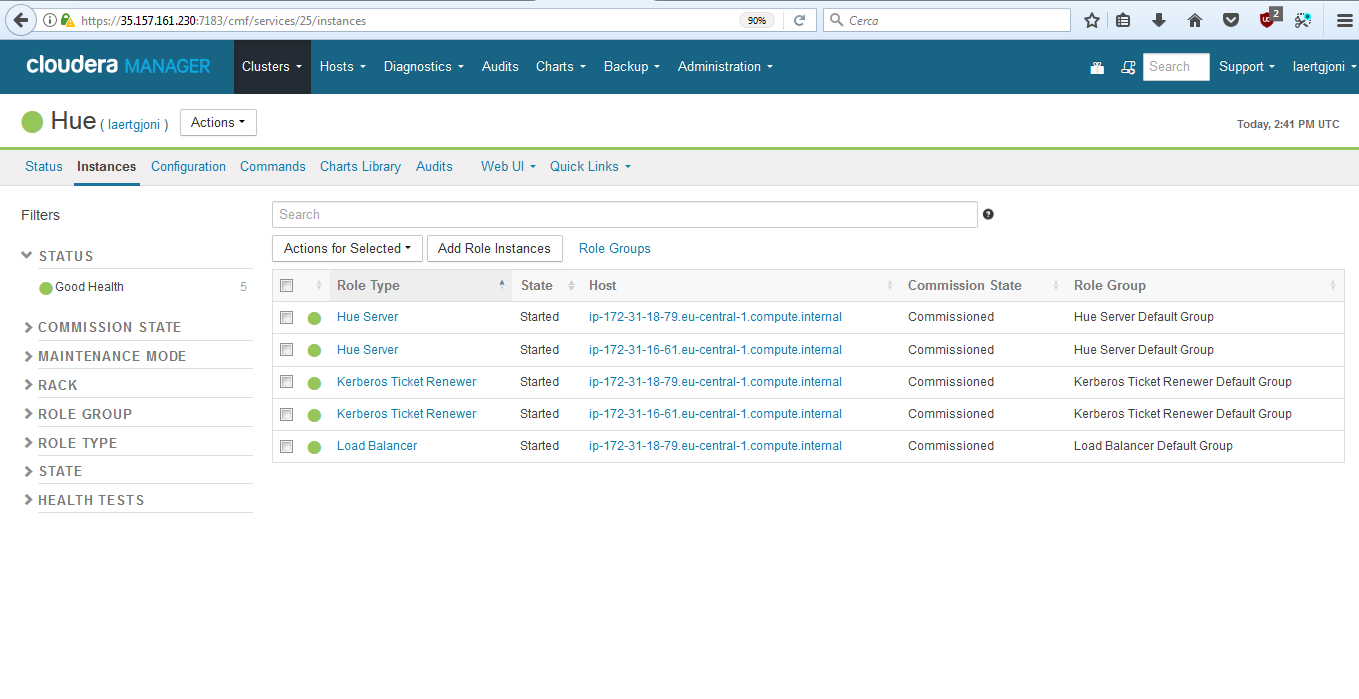 https://35.157.161.230:7183/cmf/services/25/instances 90% Cerca 2
cloudera MANAGER Clusters Hosts Diagnostics Audits Charts Backup Administration Search Support laertgjoni
Hue ( laertgjoni ) Actions Today, 2:41 PM UTC
Status Instances Configuration Commands Charts Library Audits Web UI Quick Links
Filters
STATUS
Good Health 5
COMMISSION STATE
MAINTENANCE MODE
RACK
ROLE GROUP
ROLE TYPE
STATE
HEALTH TESTS
Search ?
Actions for Selected Add Role Instances Role Groups
Role Type State Host Commission State Role Group
Hue Server Started ip-172-31-18-79.eu-central-1.compute.internal Commissioned Hue Server Default Group
Hue Server Started ip-172-31-16-61.eu-central-1.compute.internal Commissioned Hue Server Default Group
Kerberos Ticket Renewer Started ip-172-31-18-79.eu-central-1.compute.internal Commissioned Kerberos Ticket Renewer Default Group
Kerberos Ticket Renewer Started ip-172-31-16-61.eu-central-1.compute.internal Commissioned Kerberos Ticket Renewer Default Group
Load Balancer Started ip-172-31-18-79.eu-central-1.compute.internal Commissioned Load Balancer Default Group